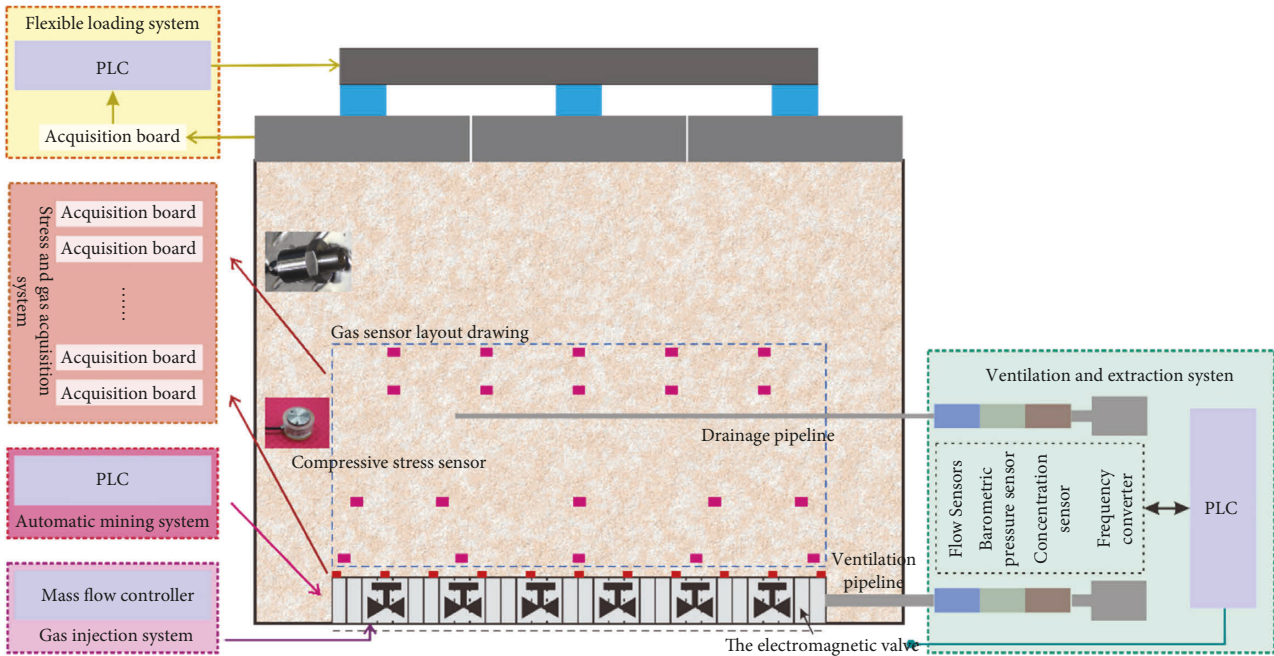 Flexible loading system
PLC
Acquisition board
Acquisition board
Acquisition board
......
Acquisition board
Acquisition board
Stress and gas acquisition
system
PLC
Automatic mining system
Mass flow controller
Gas injection system
Gas sensor layout drawing
Compressive stress sensor
Drainage pipeline
Ventilation
pipeline
The electromagnetic valve
Ventilation and extraction systen
Flow Sensors
Barometric
pressure sensor
Concentration
sensor
Frequency
converter
PLC